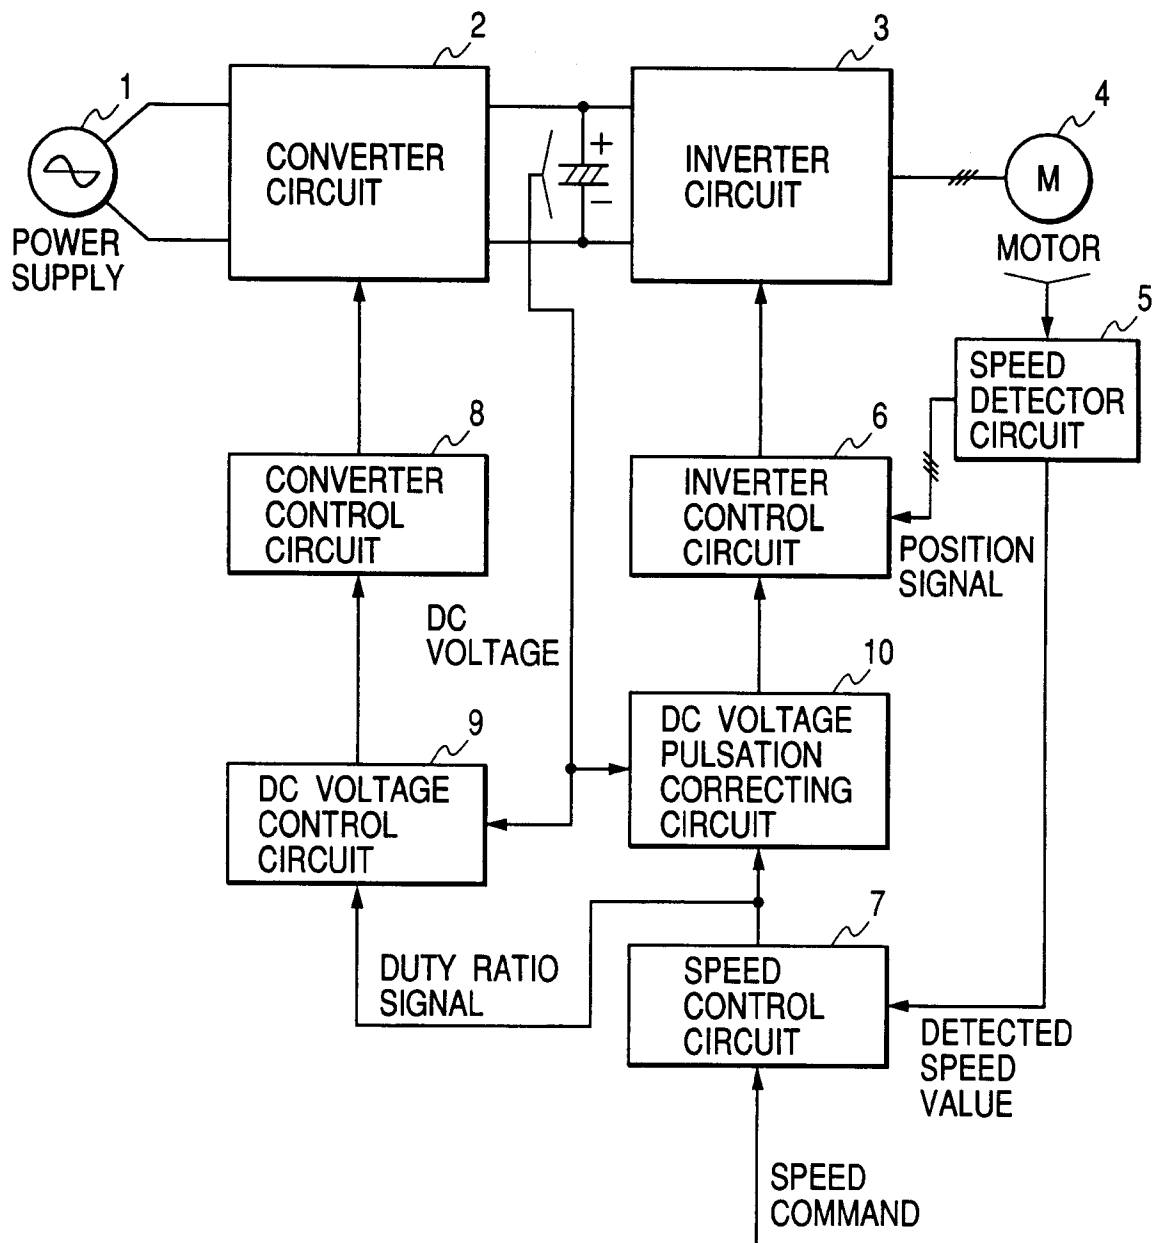 1
POWER
SUPPLY
2
CONVERTER
CIRCUIT
+
−
3
INVERTER
CIRCUIT
4
M
MOTOR
5
SPEED
DETECTOR
CIRCUIT
8
CONVERTER
CONTROL
CIRCUIT
6
INVERTER
CONTROL
CIRCUIT
POSITION
SIGNAL
DC
VOLTAGE
9
DC VOLTAGE
CONTROL
CIRCUIT
10
DC VOLTAGE
PULSATION
CORRECTING
CIRCUIT
DUTY RATIO
SIGNAL
7
SPEED
CONTROL
CIRCUIT
DETECTED
SPEED
VALUE
SPEED
COMMAND